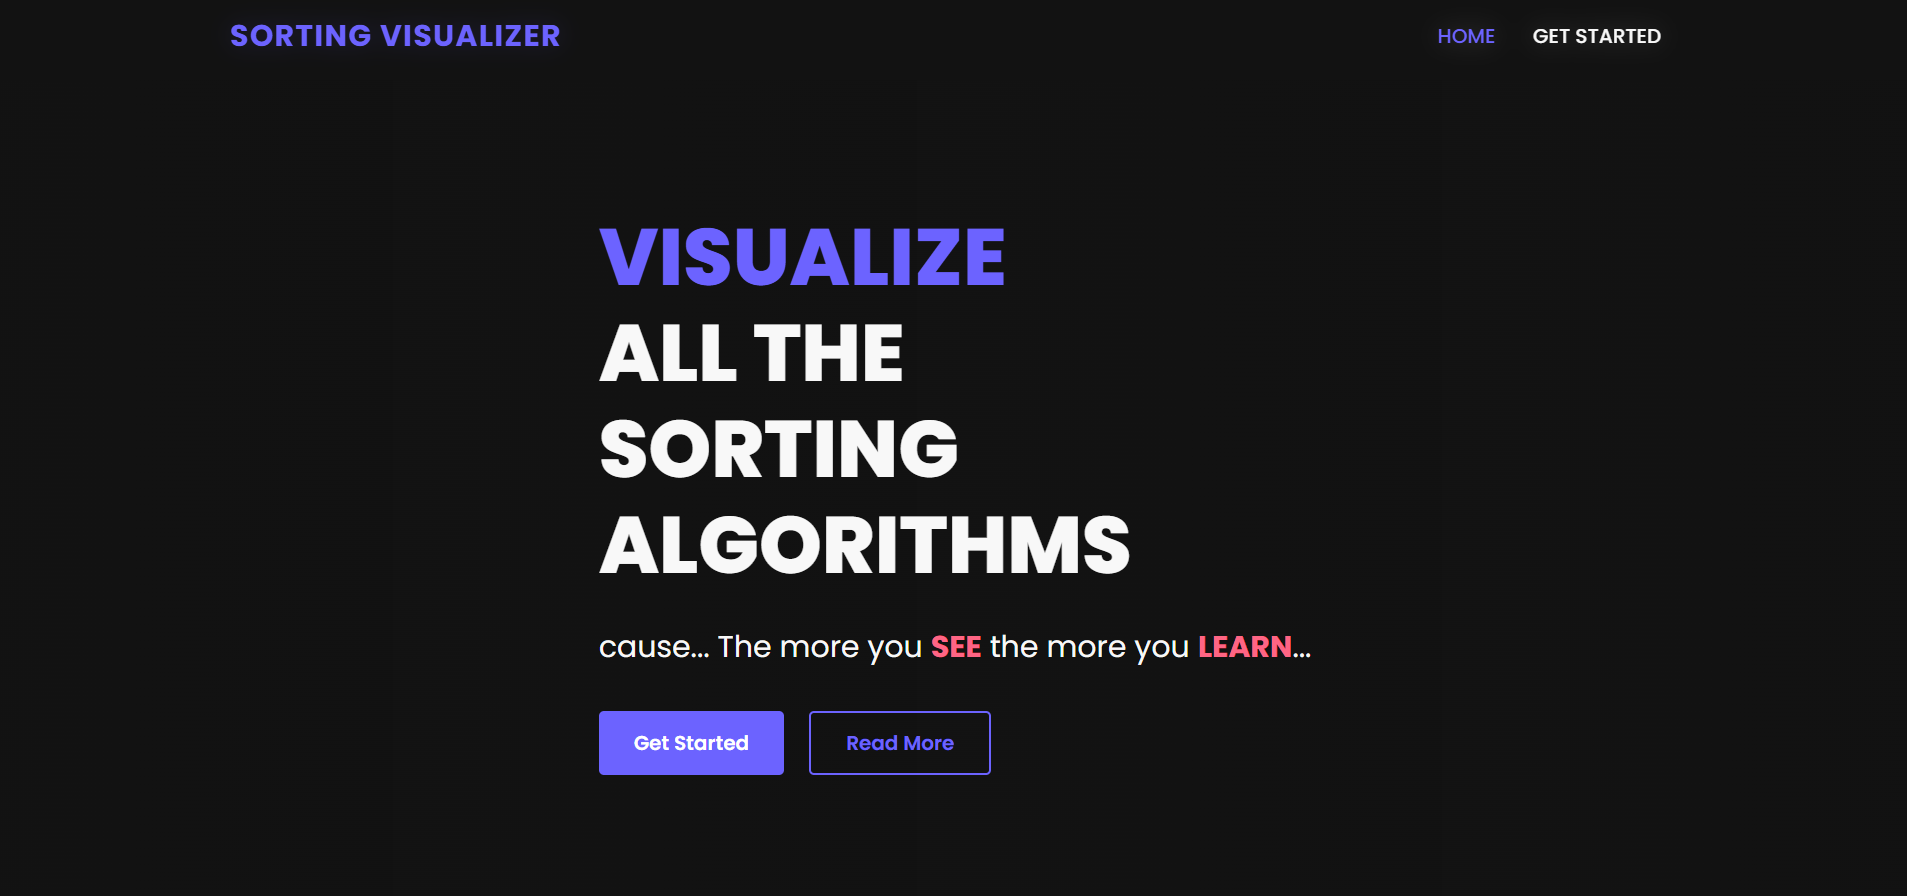 SORTING VISUALIZER
HOME
GET STARTED
VISUALIZE
ALL THE
SORTING
ALGORITHMS
cause... The more you SEE the more you LEARN...
Get Started
Read More